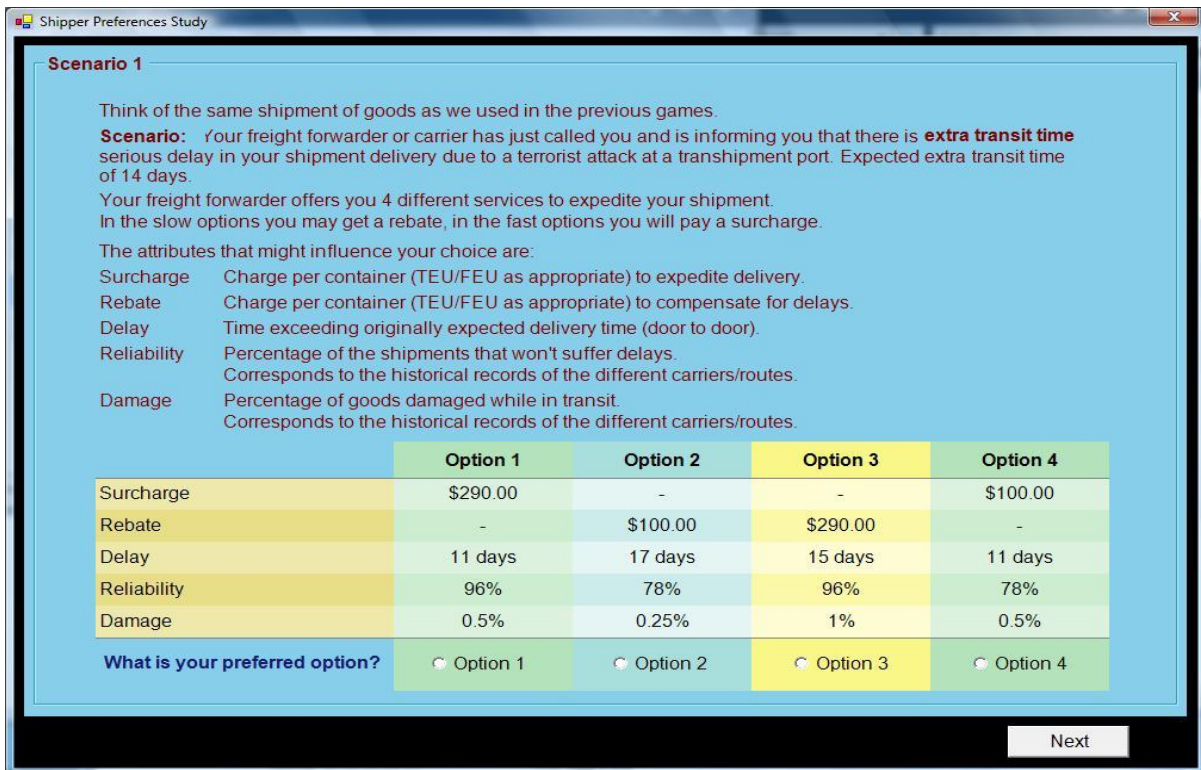 Shipper Preferences Study
Scenario 1
Think of the same shipment of goods as we used in the previous games.
Scenario: Your freight forwarder or carrier has just called you and is informing you that there is extra transit time
serious delay in your shipment delivery due to a terrorist attack at a transhipment port. Expected extra transit time
of 14 days.
Your freight forwarder offers you 4 different services to expedite your shipment.
In the slow options you may get a rebate, in the fast options you will pay a surcharge.
The attributes that might influence your choice are:
Surcharge Charge per container (TEU/FEU as appropriate) to expedite delivery.
Rebate Charge per container (TEU/FEU as appropriate) to compensate for delays.
Delay Time exceeding originally expected delivery time (door to door).
Reliability Percentage of the shipments that won't suffer delays.
Corresponds to the historical records of the different carriers/routes.
Damage Percentage of goods damaged while in transit.
Corresponds to the historical records of the different carriers/routes.
Option 1 Option 2 Option 3 Option 4
Surcharge $290.00 - - $100.00
Rebate - $100.00 $290.00 -
Delay 11 days 17 days 15 days 11 days
Reliability 96% 78% 96% 78%
Damage 0.5% 0.25% 1% 0.5%
What is your preferred option? Option 1 Option 2 Option 3 Option 4
Next